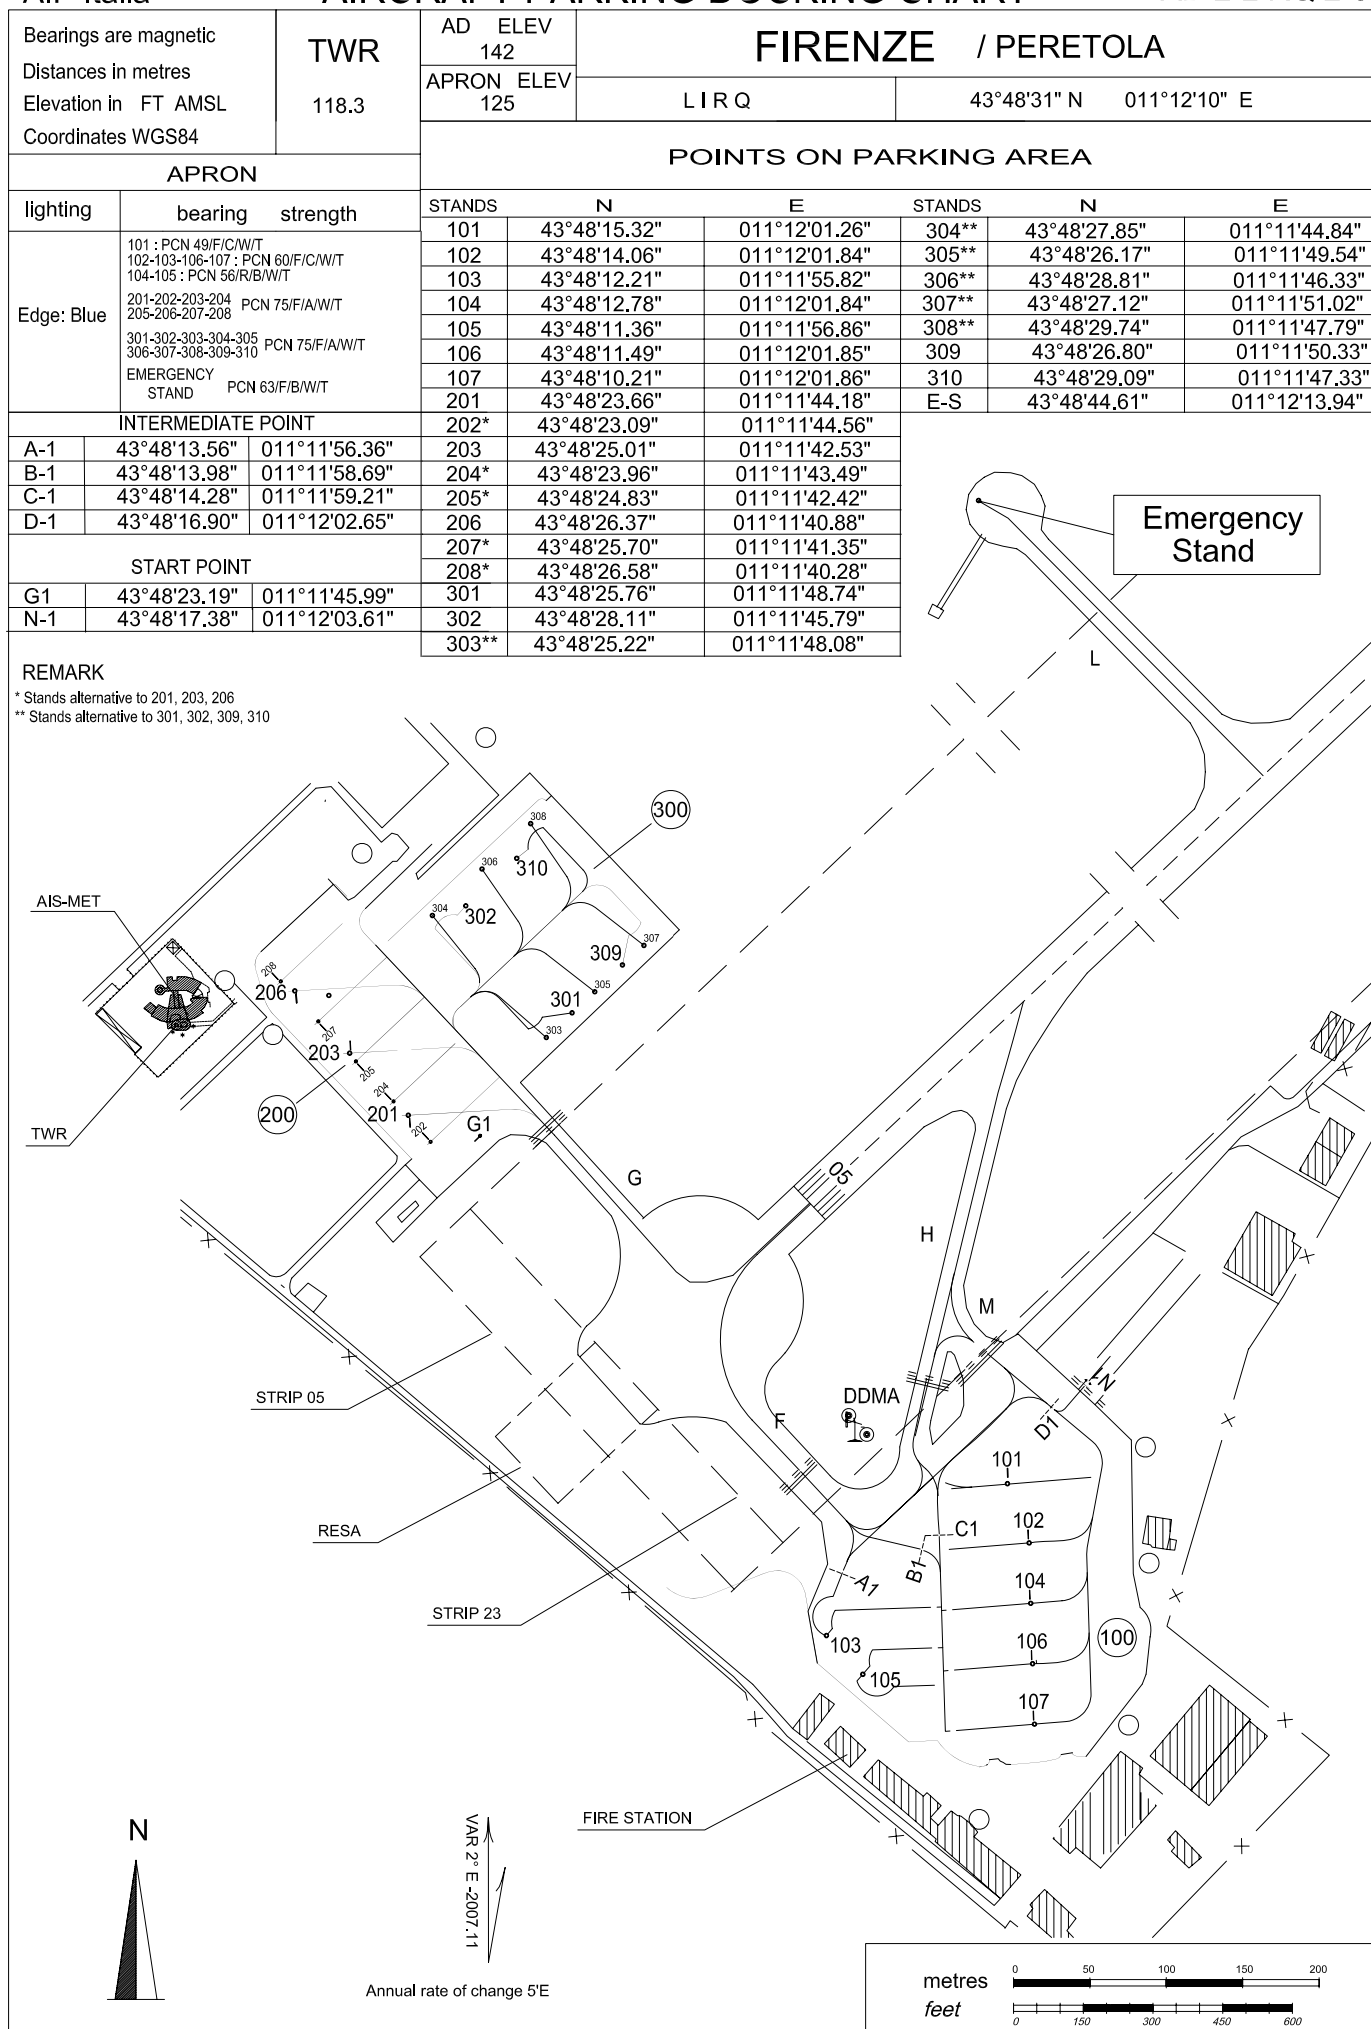 Bearings are magnetic
Distances in metres
Elevation in FT AMSL
Coordinates WGS84
TWR
118.3
AD ELEV
142
APRON ELEV
125
FIRENZE / PERETOLA
LIRQ
43°48'31" N 011°12'10" E
APRON
lighting bearing strength
Edge: Blue
101 : PCN 49/F/C/W/T
102-103-106-107 : PCN 60/F/C/W/T
104-105 : PCN 56/R/B/W/T
201-202-203-204
205-206-207-208 PCN 75/F/A/W/T
301-302-303-304-305
306-307-308-309-310 PCN 75/F/A/W/T
EMERGENCY
STAND PCN 63/F/B/W/T
INTERMEDIATE POINT
A-1 43°48'13.56" 011°11'56.36"
B-1 43°48'13.98" 011°11'58.69"
C-1 43°48'14.28" 011°11'59.21"
D-1 43°48'16.90" 011°12'02.65"
START POINT
G1 43°48'23.19" 011°11'45.99"
N-1 43°48'17.38" 011°12'03.61"
POINTS ON PARKING AREA
STANDS N E
101 43°48'15.32" 011°12'01.26"
102 43°48'14.06" 011°12'01.84"
103 43°48'12.21" 011°11'55.82"
104 43°48'12.78" 011°12'01.84"
105 43°48'11.36" 011°11'56.86"
106 43°48'11.49" 011°12'01.85"
107 43°48'10.21" 011°12'01.86"
201 43°48'23.66" 011°11'44.18"
202* 43°48'23.09" 011°11'44.56"
203 43°48'25.01" 011°11'42.53"
204* 43°48'23.96" 011°11'43.49"
205* 43°48'24.83" 011°11'42.42"
206 43°48'26.37" 011°11'40.88"
207* 43°48'25.70" 011°11'41.35"
208* 43°48'26.58" 011°11'40.28"
301 43°48'25.76" 011°11'48.74"
302 43°48'28.11" 011°11'45.79"
303** 43°48'25.22" 011°11'48.08"
STANDS N E
304** 43°48'27.85" 011°11'44.84"
305** 43°48'26.17" 011°11'49.54"
306** 43°48'28.81" 011°11'46.33"
307** 43°48'27.12" 011°11'51.02"
308** 43°48'29.74" 011°11'47.79"
309 43°48'26.80" 011°11'50.33"
310 43°48'29.09" 011°11'47.33"
E-S 43°48'44.61" 011°12'13.94"
REMARK
* Stands alternative to 201, 203, 206
** Stands alternative to 301, 302, 309, 310
Emergency
Stand
L
300
308
310
306
304
302
307
309
305
301
303
AIS-MET
208
206
207
203
205
204
200
201
202
G1
TWR
G
05
H
M
STRIP 05
DDMA
F
N1
D1
101
RESA
102
C1
B1
A1
104
STRIP 23
103
106
100
105
107
FIRE STATION
N
VAR 2° E -2007.11
Annual rate of change 5'E
metres 0 50 100 150 200
feet 0 150 300 450 600